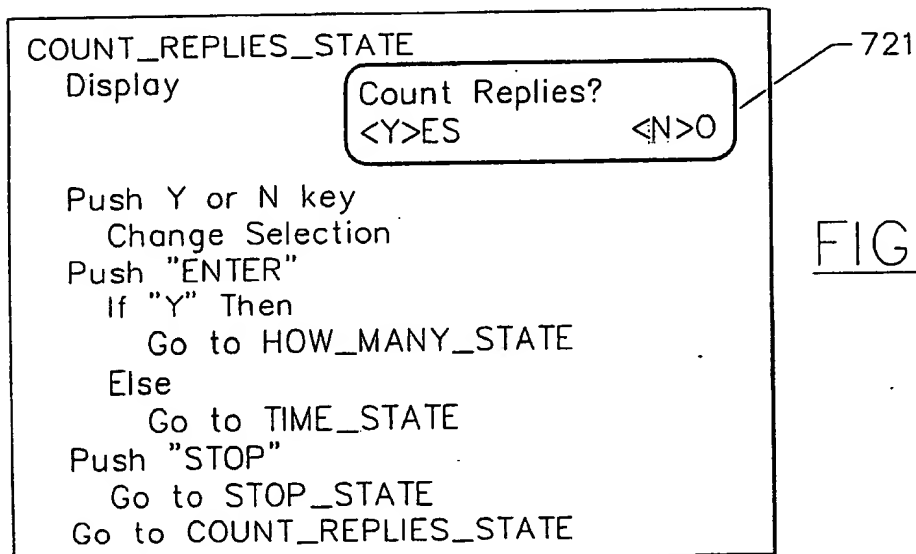 COUNT_REPLIES_STATE
Display
Count Replies?
<Y>ES <N>O
721
Push Y or N key
Change Selection
Push "ENTER"
If "Y" Then
Go to HOW_MANY_STATE
Else
Go to TIME_STATE
Push "STOP"
Go to STOP_STATE
Go to COUNT_REPLIES_STATE
FIG